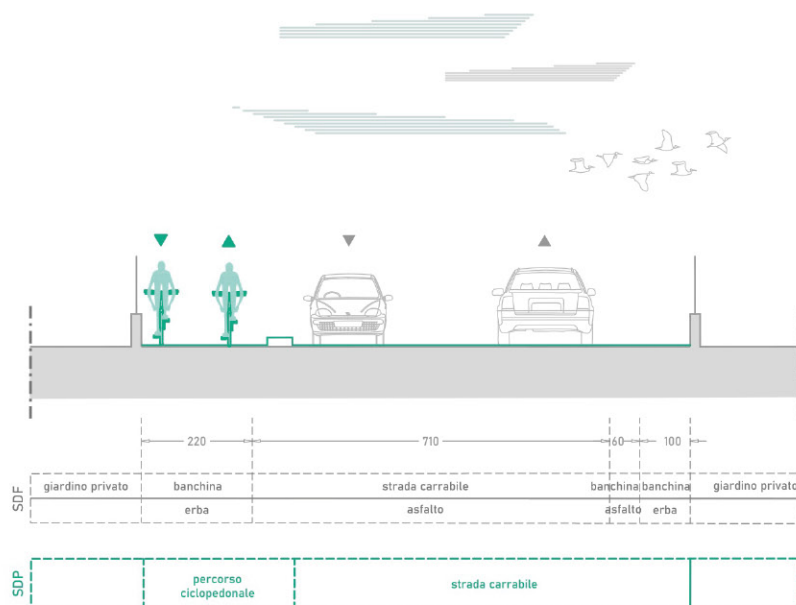 220 710 60 100
SDF
giardino privato banchina strada carrabile banchina banchina giardino privato
erba asfalto asfalto erba
SDP
percorso
ciclopedonale
strada carrabile